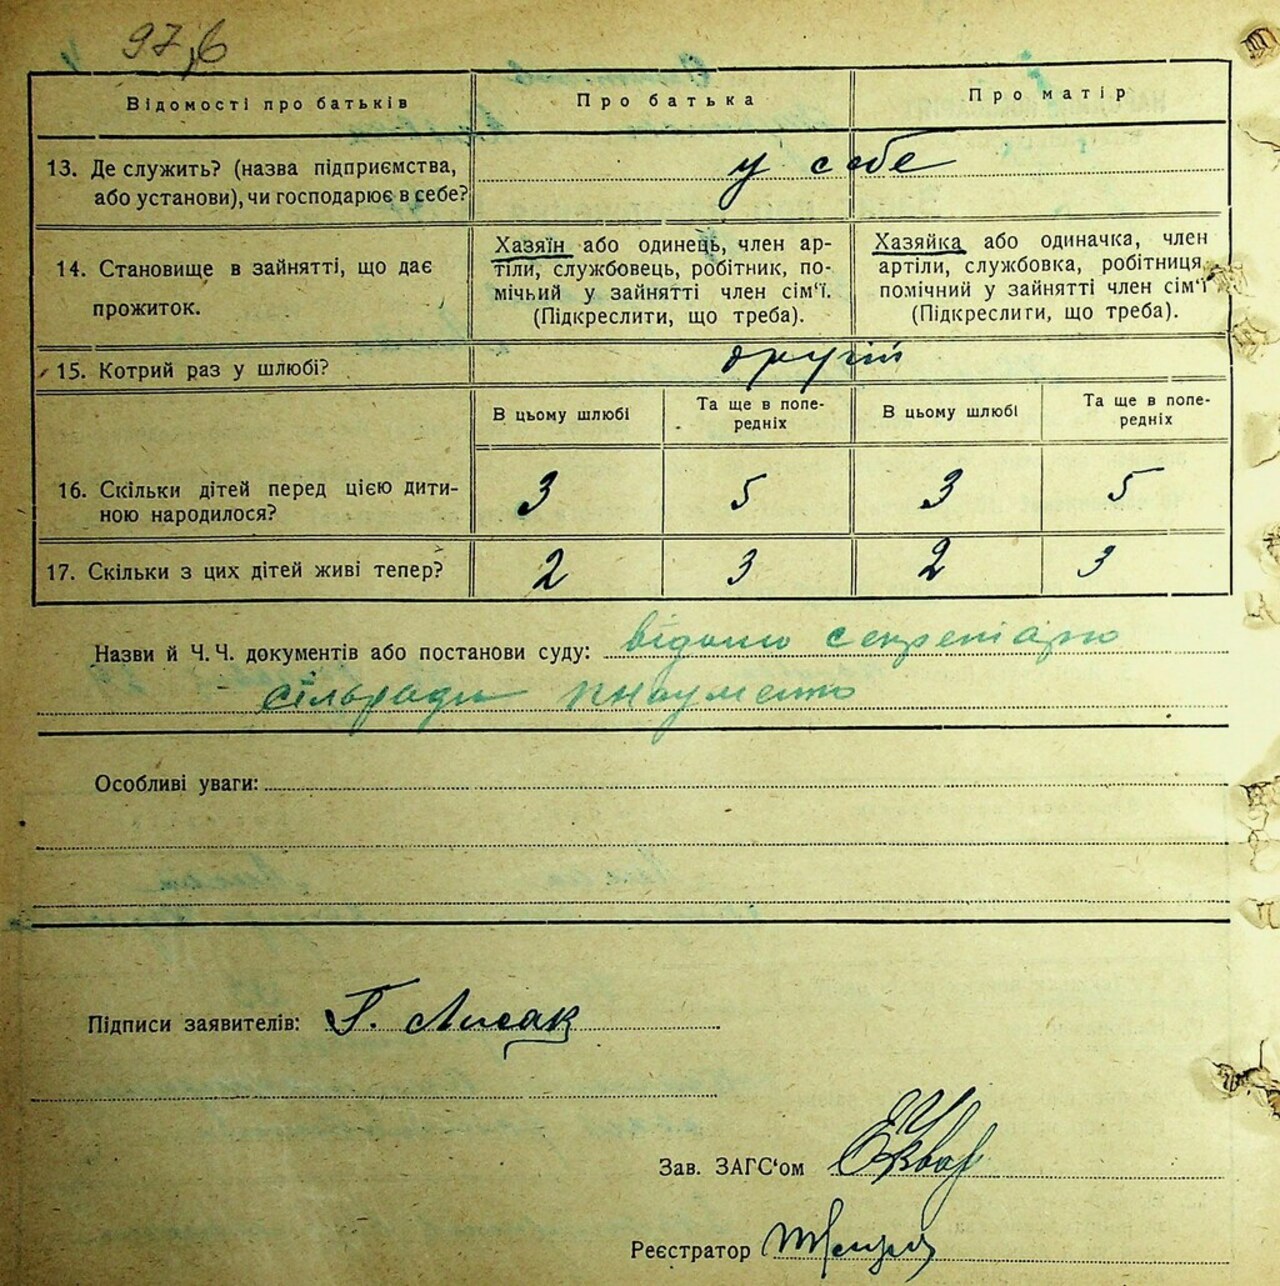 97,6
Відомості про батьків Про батька Про матір
13. Де служить? (назва підприємства, або установи), чи господарює в себе? у себе
14. Становище в зайнятті, що дає прожиток.
Хазяїн або одинець, член ар-
тіли, службовець, робітник, по-
мічьий у зайнятті член сім'ї.
(Підкреслити, що треба).
Хазяйка або одиначка, член
артіли, службовка, робітниця,
помічний у зайнятті член сім'ї
(Підкреслити, що треба).
15. Котрий раз у шлюбі? другий
В цьому шлюбі Та ще в попе-
редніх В цьому шлюбі Та ще в попе-
редніх
16. Скільки дітей перед цією дити-
ною народилося? 3 5 3 5
17. Скільки з цих дітей живі тепер? 2 3 2 3
Назви й Ч.Ч. документів або постанови суду: відомо секретарю
сільради
Особливі уваги:
Підписи заявителів: Г. Лисак
Зав. ЗАГС'ом
Реєстратор